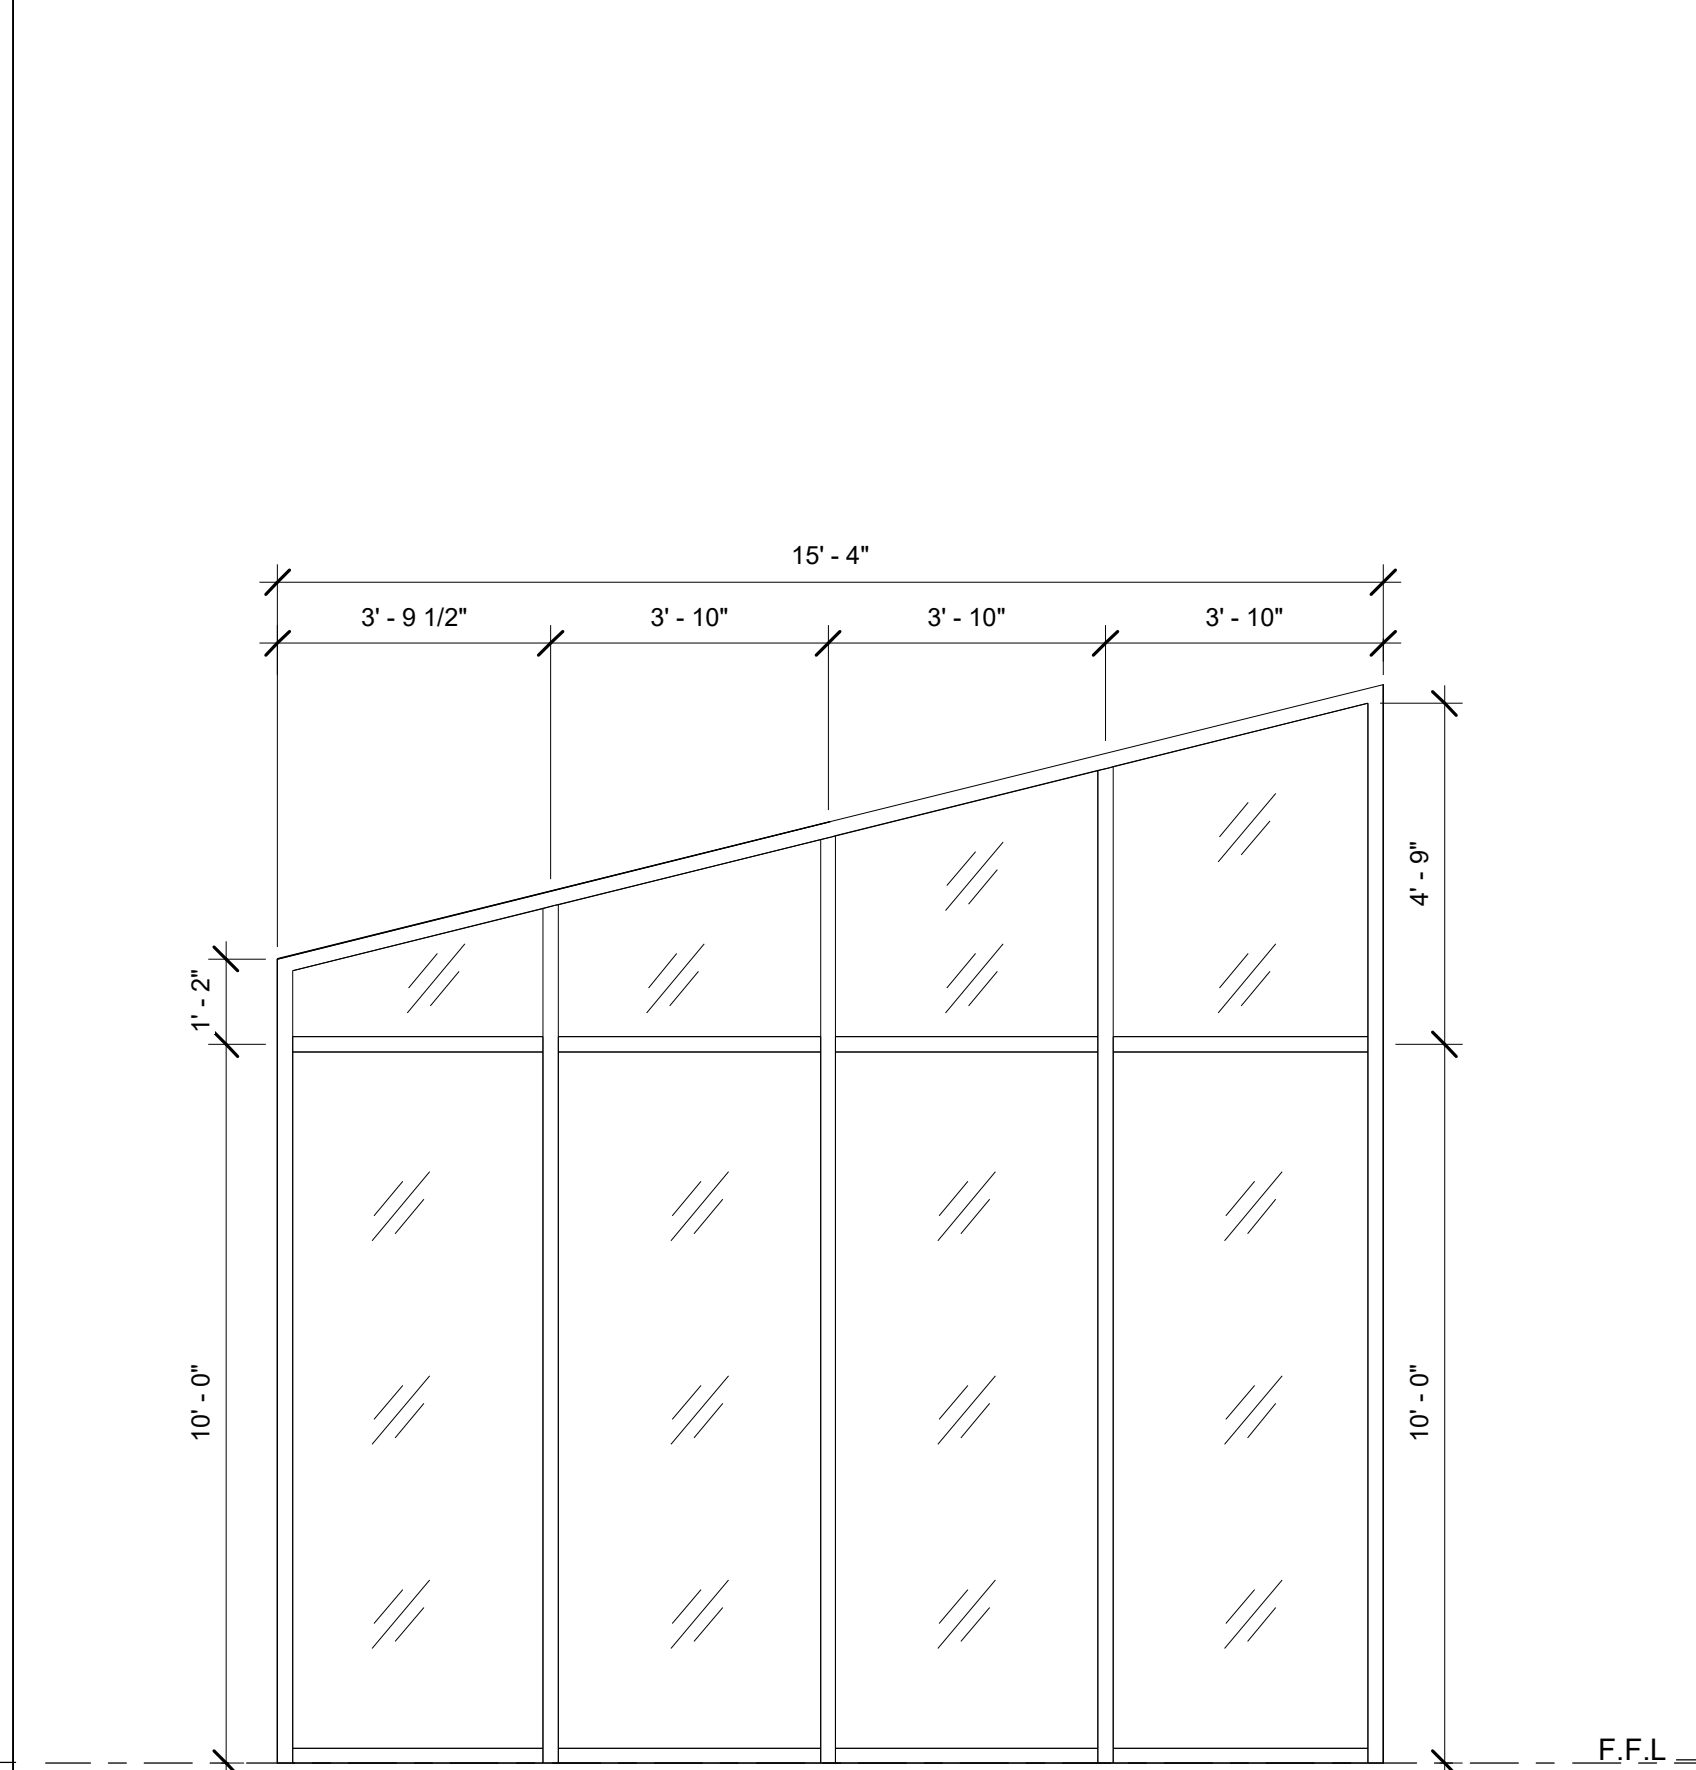 15' - 4"
3' - 9 1/2"
3' - 10"
3' - 10"
3' - 10"
4' - 9"
1' - 2"
10' - 0"
10' - 0"
F.F.L